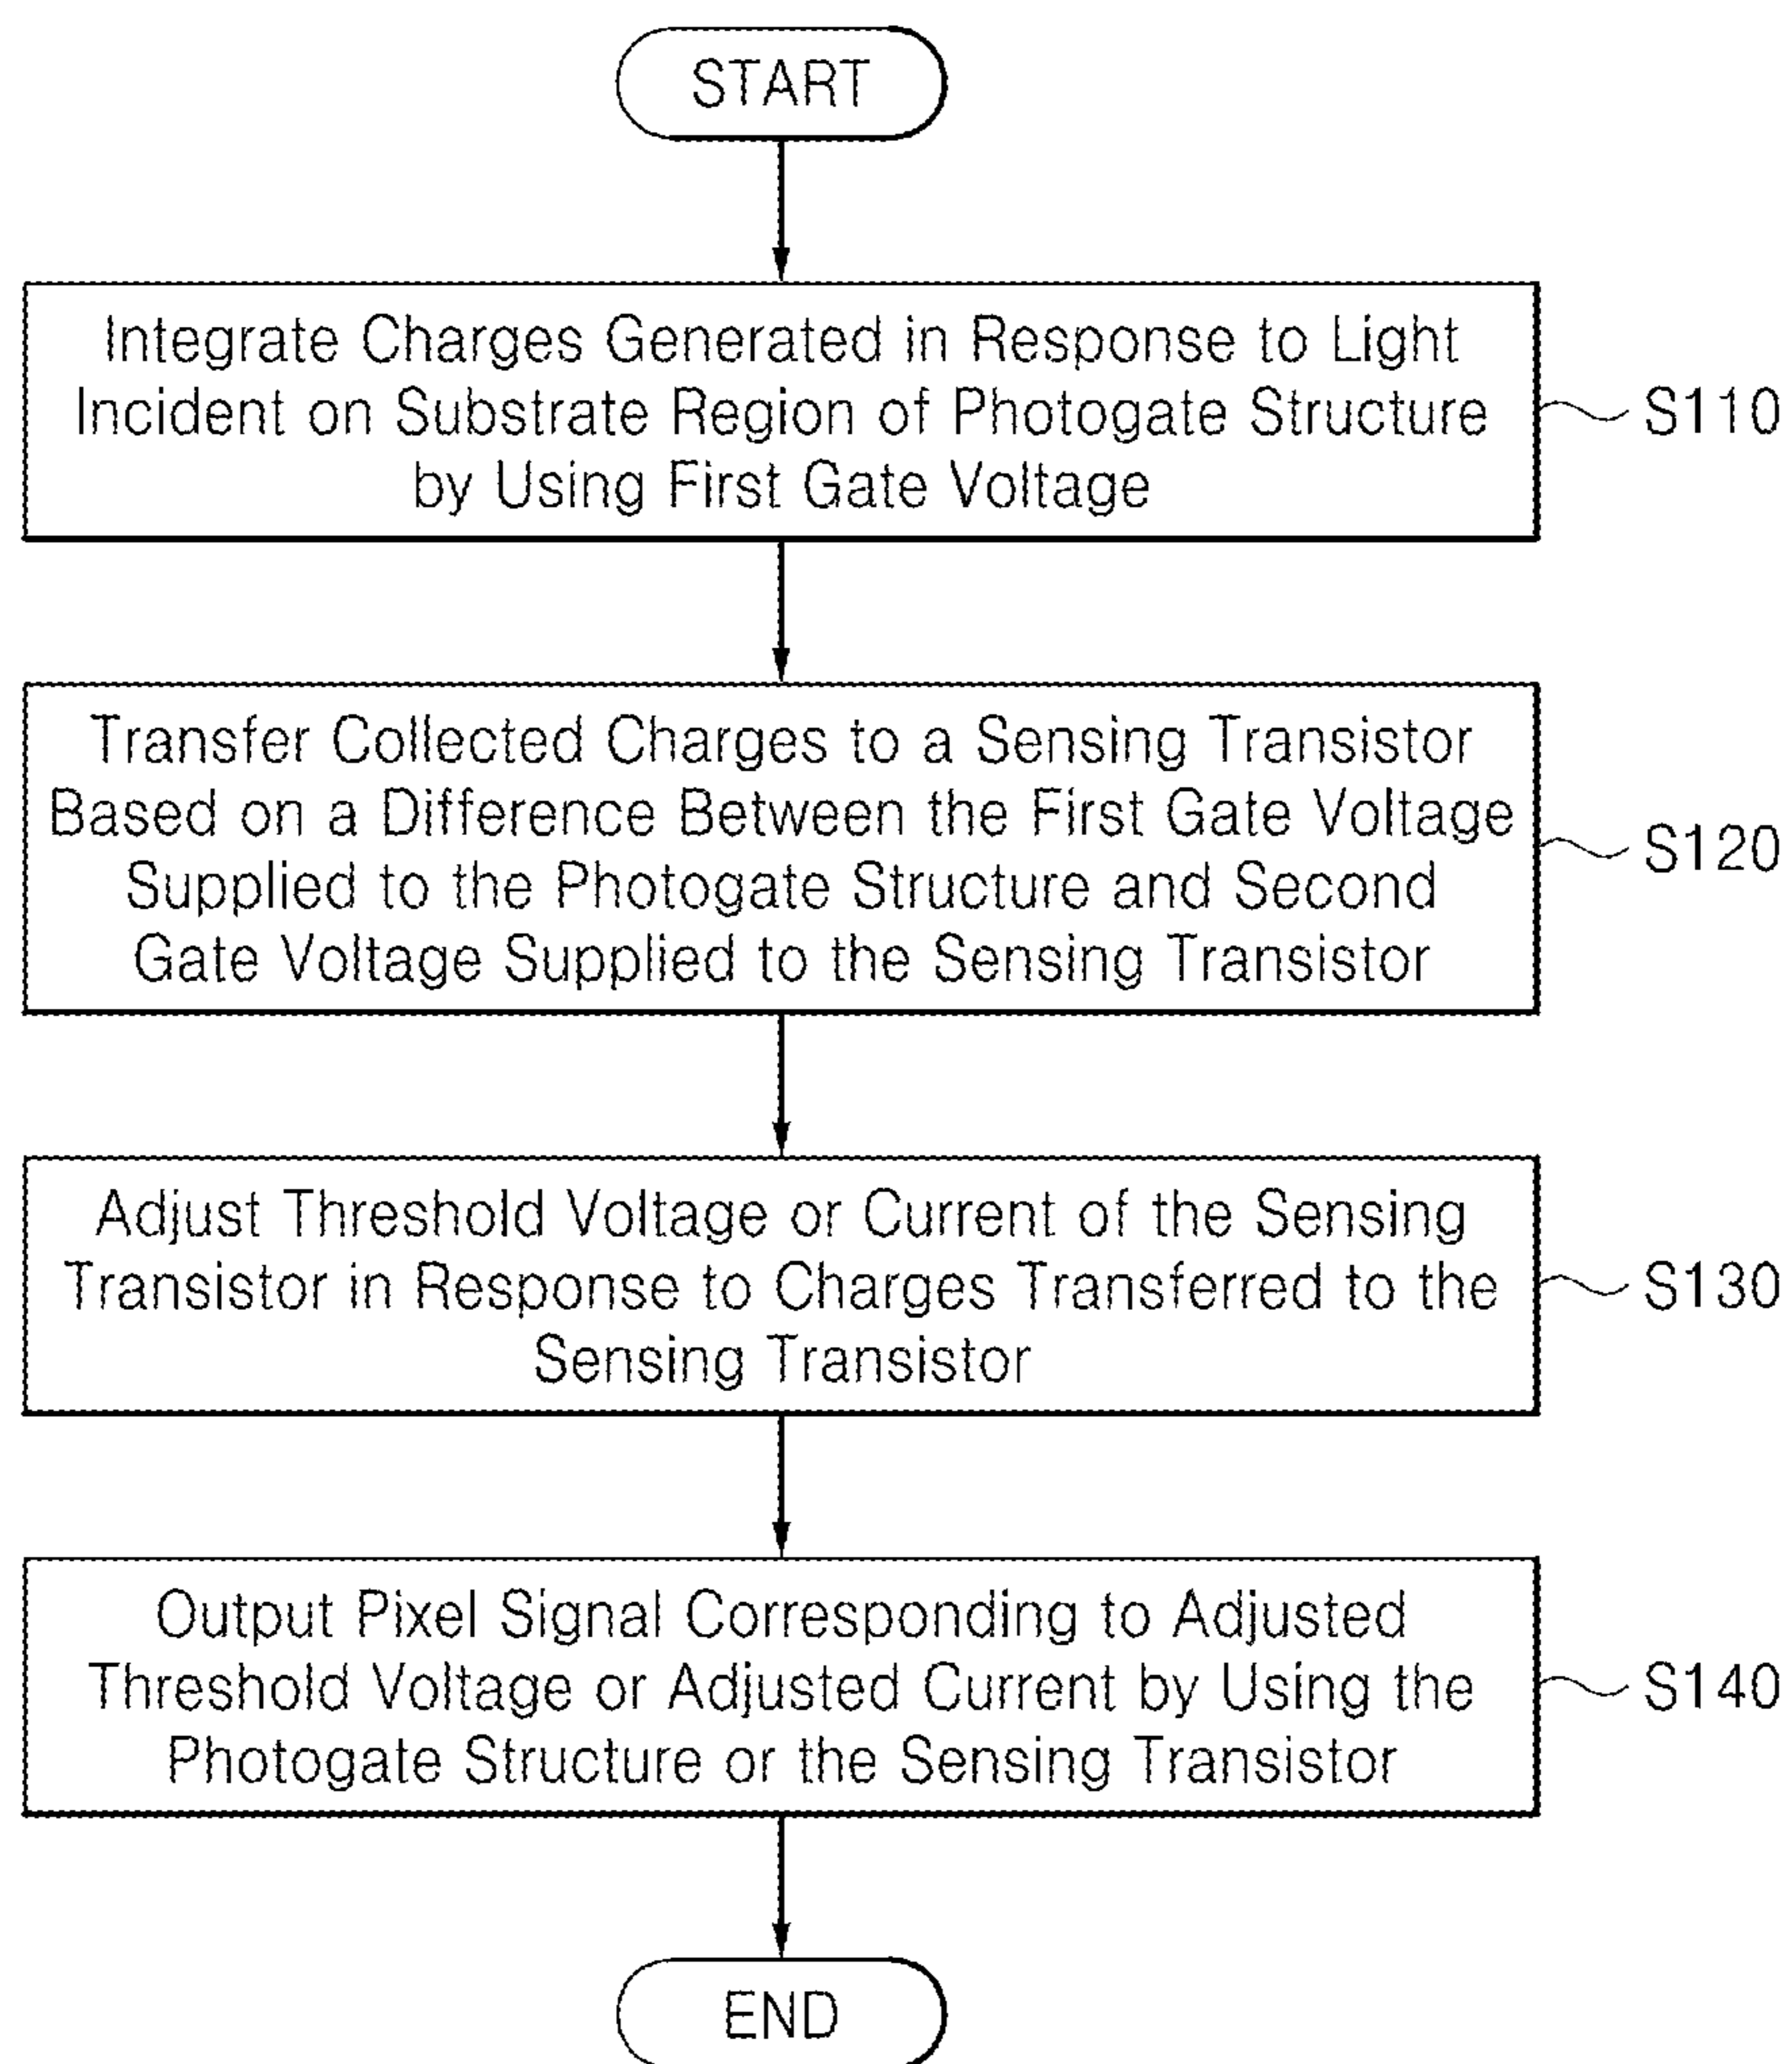 START
Integrate Charges Generated in Response to Light
Incident on Substrate Region of Photogate Structure
by Using First Gate Voltage
S110
Transfer Collected Charges to a Sensing Transistor
Based on a Difference Between the First Gate Voltage
Supplied to the Photogate Structure and Second
Gate Voltage Supplied to the Sensing Transistor
S120
Adjust Threshold Voltage or Current of the Sensing
Transistor in Response to Charges Transferred to the
Sensing Transistor
S130
Output Pixel Signal Corresponding to Adjusted
Threshold Voltage or Adjusted Current by Using the
Photogate Structure or the Sensing Transistor
S140
END